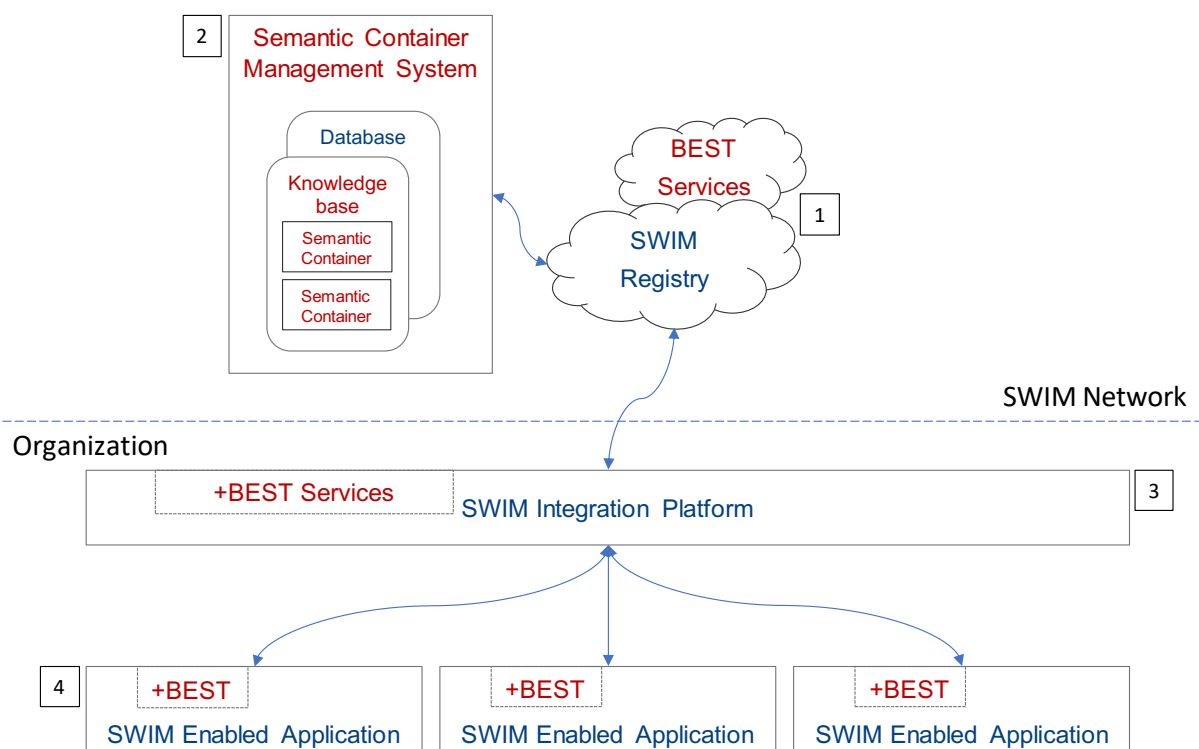 2
Semantic Container
Management System
Database
Knowledge
base
Semantic
Container
Semantic
Container
BEST
Services
1
SWIM
Registry
SWIM Network
Organization
+BEST Services
SWIM Integration Platform
3
4
+BEST
SWIM Enabled Application
+BEST
SWIM Enabled Application
+BEST
SWIM Enabled Application